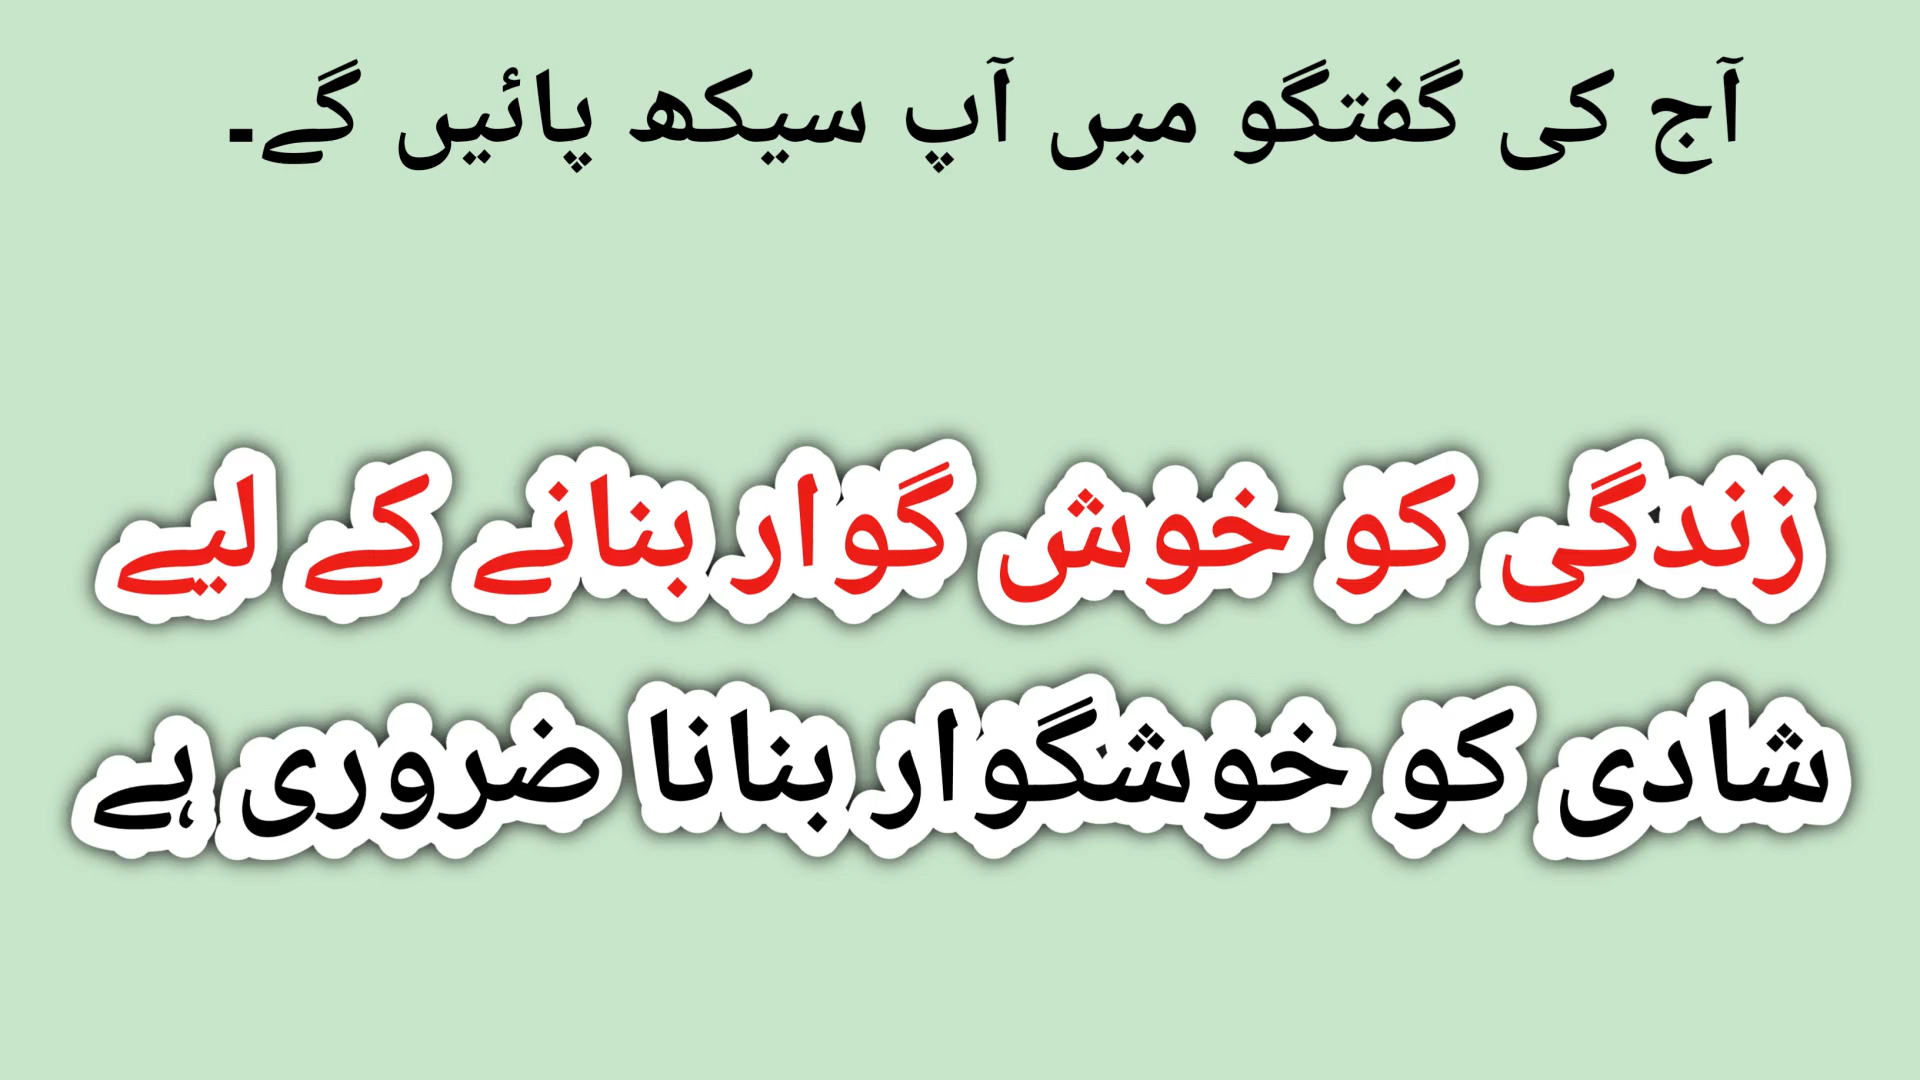 آج کی گفتگو میں آپ سیکھ پائیں گے۔
زندگی کو خوش گوار بنانے کے لیے
شادی کو خوشگوار بنانا ضروری ہے